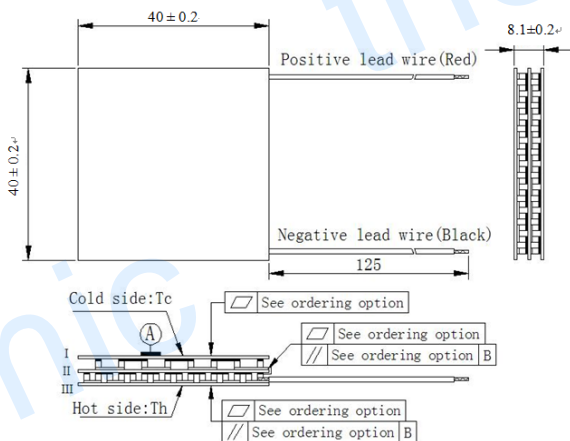 40±0.2
8.1±0.2
Positive lead wire(Red)
40±0.2
Negative lead wire(Black)
125
Cold side:Tc
See ordering option
A
See ordering option
// See ordering option B
I
II
III
Hot side:Th
See ordering option
// See ordering option B